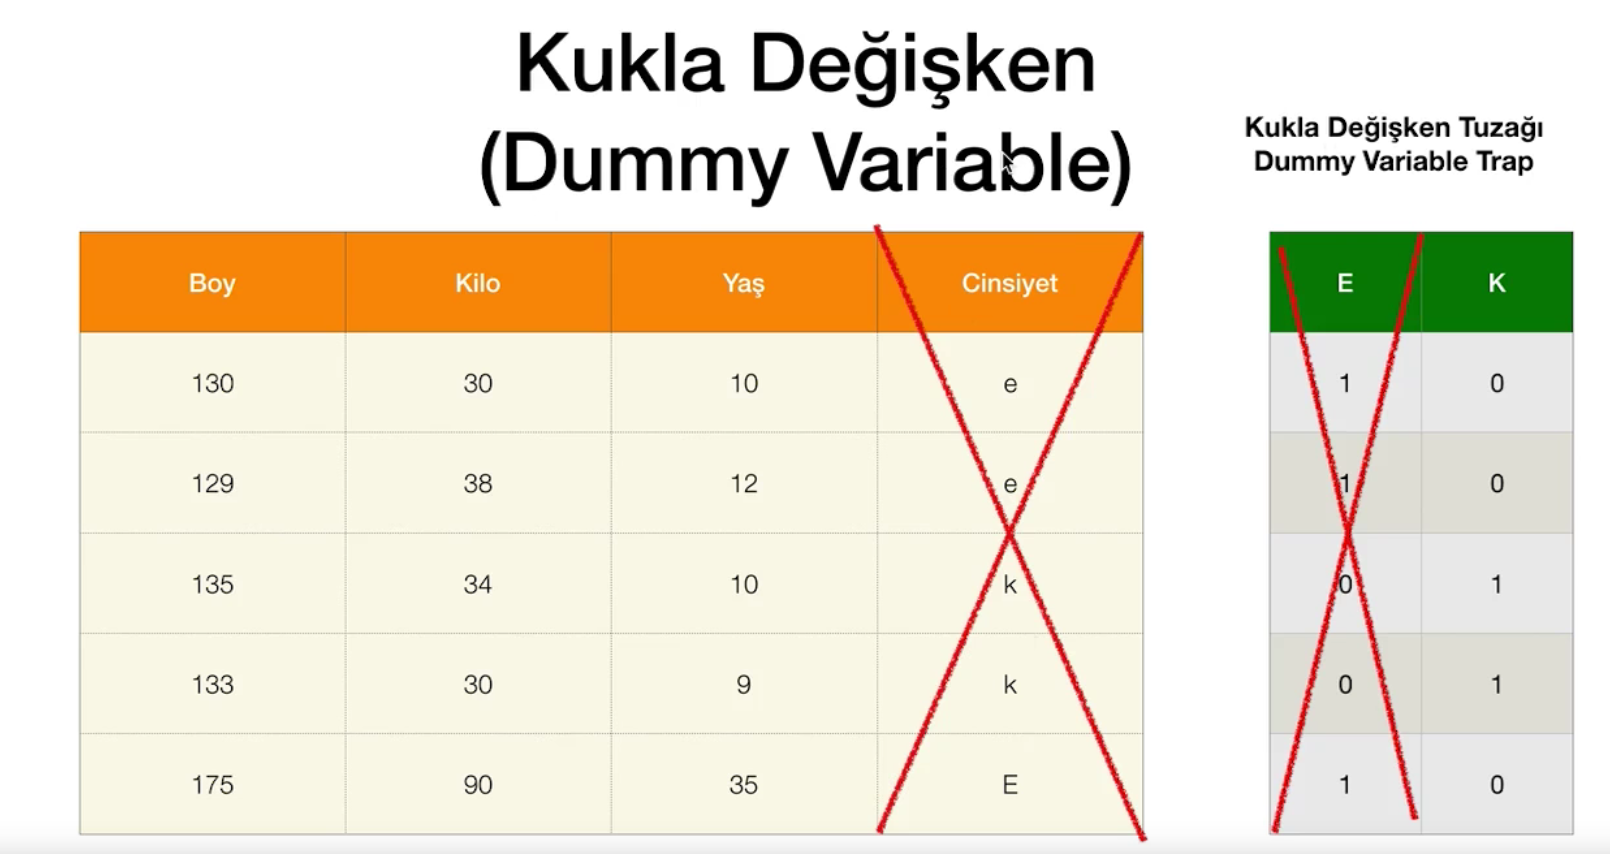 Kukla Değişken
(Dummy Variable)
Kukla Değişken Tuzağı
Dummy Variable Trap
Boy Kilo Yaş Cinsiyet
130 30 10 e
129 38 12 e
135 34 10 k
133 30 9 k
175 90 35 E
E K
1 0
1 0
0 1
0 1
1 0